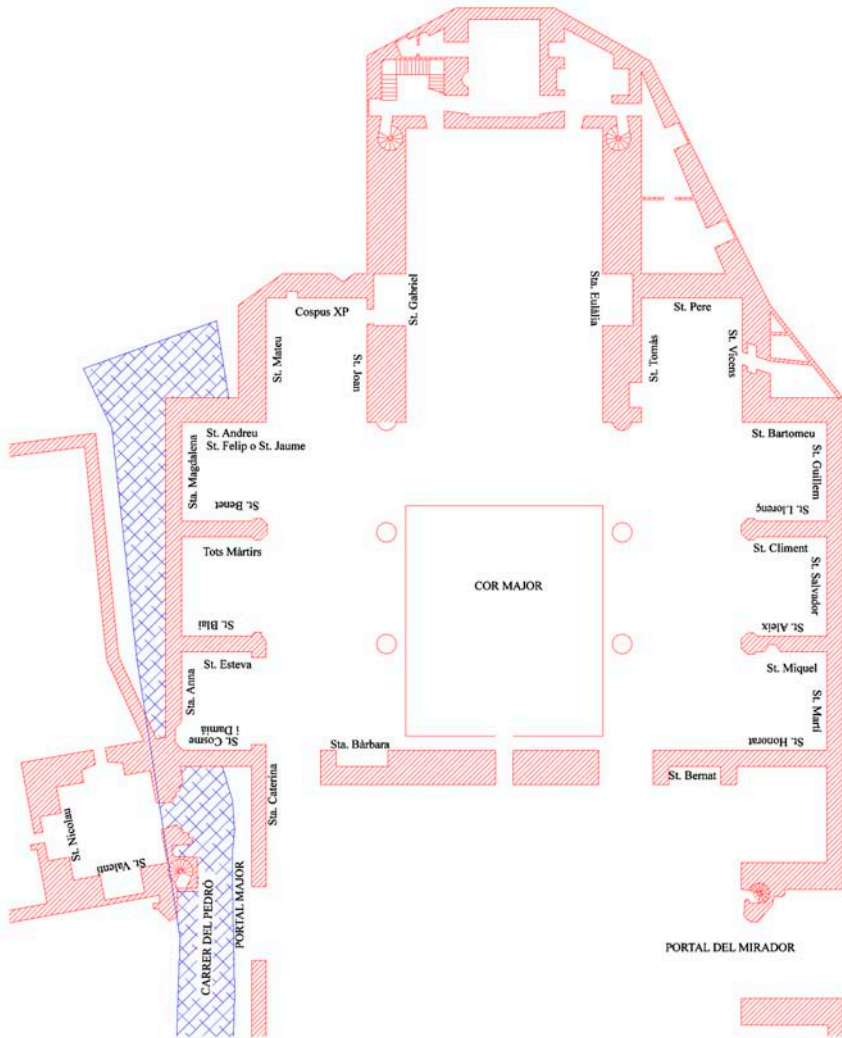 St. Gabriel
Sta. Eulàlia
Cospus XP
St. Pere
St. Mateu
St. Joan
St. Tomàs
St. Vicens
St. Andreu
St. Felip o St. Jaume
Sta. Magdalena
St. Benet
St. Bartomeu
St. Guillem
St. Llorenç
Tots Màrtirs
St. Blai
COR MAJOR
St. Climent
St. Salvador
St. Aleix
St. Esteva
Sta. Anna
St. Cosme
i Damià
St. Miquel
St. Martí
St. Honorat
Sta. Bàrbara
St. Bernat
Sta. Caterina
St. Nicolau
St. Valentí
CARRER DEL PEDRÓ
PORTAL MAJOR
PORTAL DEL MIRADOR